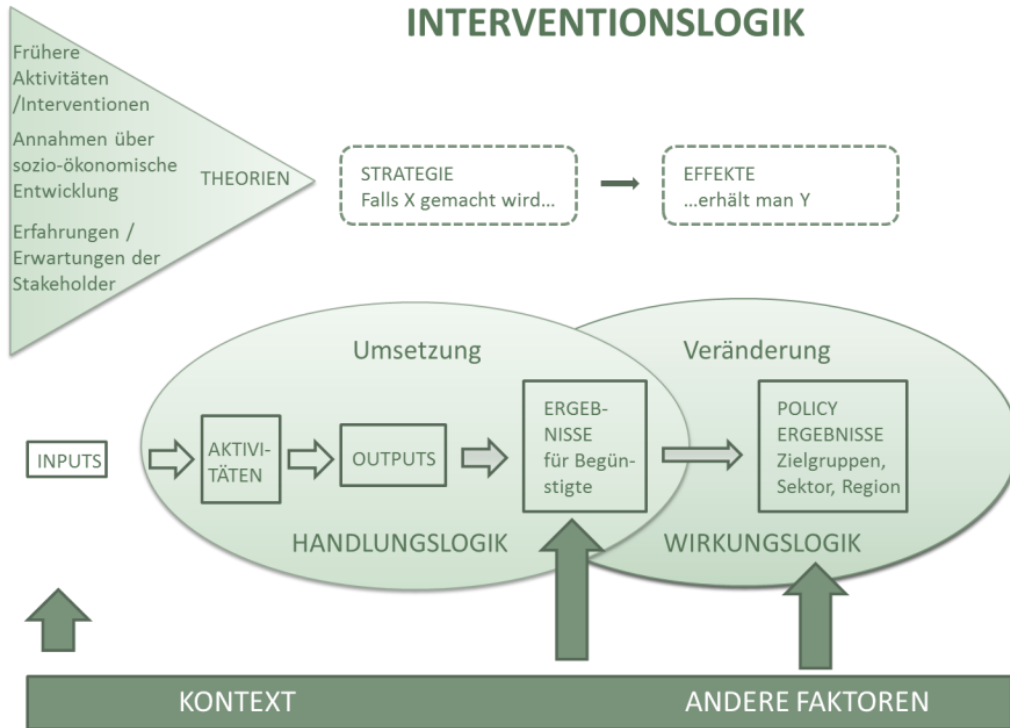 INTERVENTIONSLOGIK
Frühere
Aktivitäten
/Interventionen
Annahmen über
sozio-ökonomische
Entwicklung
Erfahrungen /
Erwartungen der
Stakeholder
THEORIEN
STRATEGIE
Falls X gemacht wird...
EFFEKTE
...erhält man Y
Umsetzung
Veränderung
INPUTS
AKTIVI-
TÄTEN
OUTPUTS
ERGEB-
NISSE
für Begün-
stigte
POLICY
ERGEBNISSE
Zielgruppen,
Sektor, Region
HANDLUNGSLOGIK
WIRKUNGSLOGIK
KONTEXT
ANDERE FAKTOREN